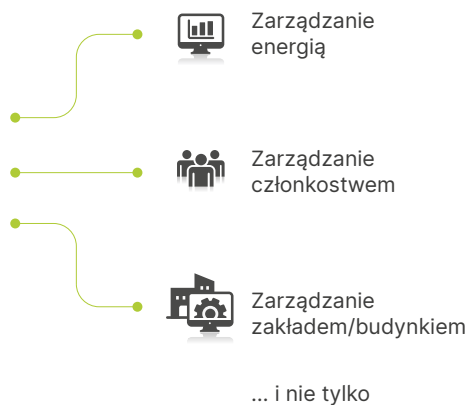 Zarządzanie
energią
Zarządzanie
członkostwem
Zarządzanie
zakładem/budynkiem
... i nie tylko